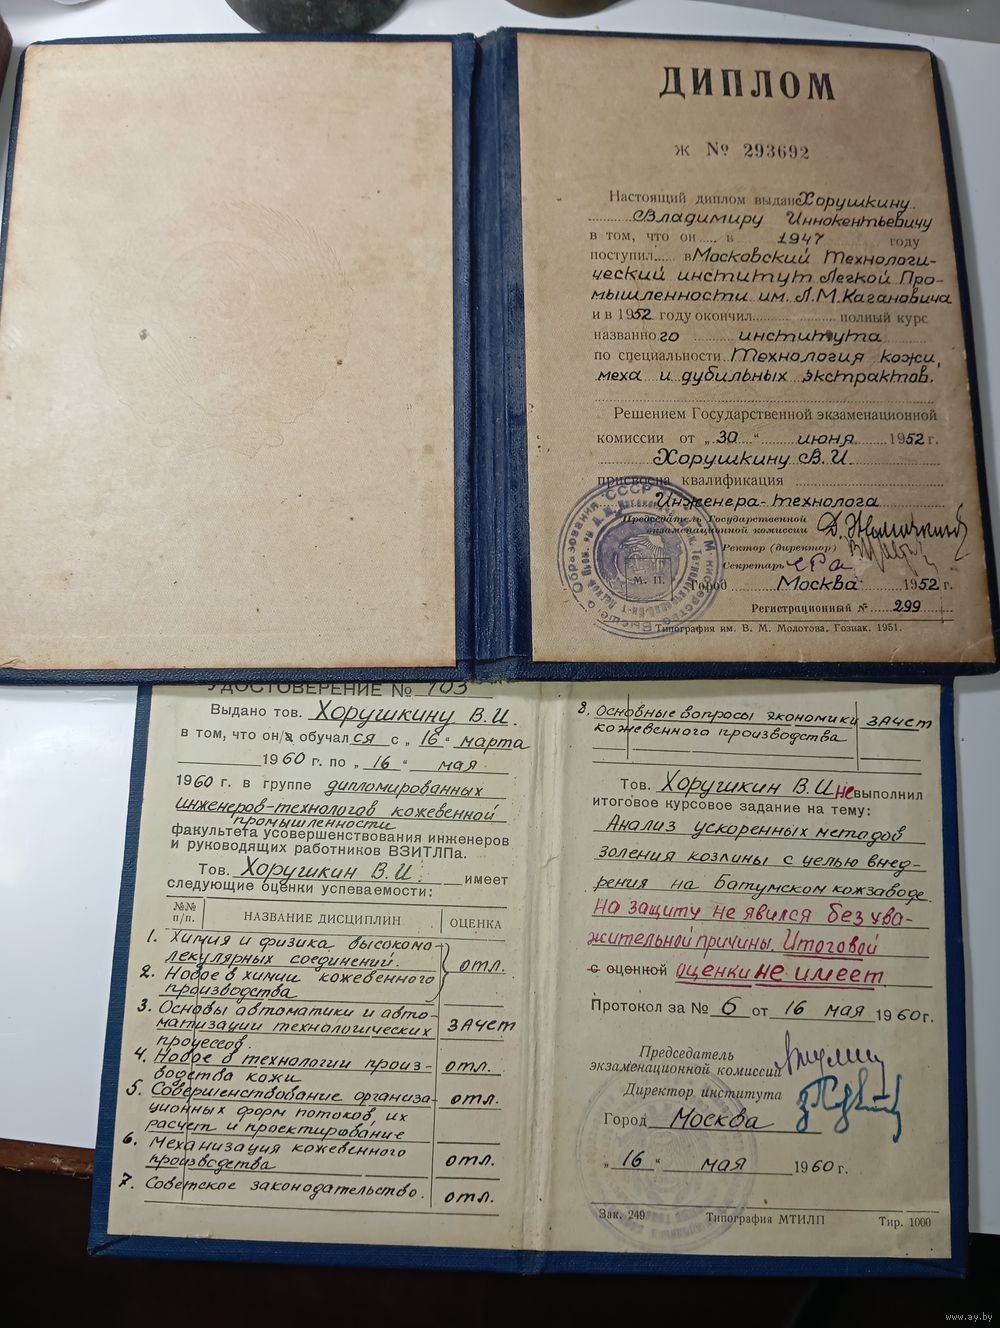 ДИПЛОМ
Ж № 293692
Настоящий диплом выдан Хорушкину
Владимиру Иннокентьевичу
в том, что он в 1947 году
поступил в Московский Технологи-
ческий институт Легкой Про-
мышленности им. Л.М. Кагановича
и в 1952 году окончил полный курс
названного института
по специальности Технология кожи,
меха и дубильных экстрактов.
Решением Государственной экзаменационной
комиссии от „30“ июня 1952 г.
Хорушкину В.И.
присвоена квалификация
Инженера-технолога
Председатель Государственной
экзаменационной комиссии
Ректор (директор)
Секретарь
М. П.
Город Москва 1952 г.
Регистрационный № 299
Типография им. В. М. Молотова. Гознак. 1951.
УДОСТОВЕРЕНИЕ № 103
Выдано тов. Хорушкину В.И.
в том, что он/а обучался с „16“ марта
1960 г. по „16“ мая
1960 г. в группе дипломированных
инженеров-технологов кожевенной
промышленности
факультета усовершенствования инженеров
и руководящих работников ВЗИТЛПа.
Тов. Хорушкин В.И. имеет
следующие оценки успеваемости:
№№ п/п. НАЗВАНИЕ ДИСЦИПЛИН ОЦЕНКА
1. Химия и физика высокомо-
лекулярных соединений. отл.
2. Новое в химии кожевенного
производства
3. Основы автоматики и авто-
матизации технологических зачет
процессов.
4. Новое в технологии произ- отл.
водства кожи.
5. Совершенствование организа- отл.
ционных форм потоков, их
расчет и проектирование
6. Механизация кожевенного
производства отл.
7. Советское законодательство. отл.
8. Основные вопросы экономики зачет
кожевенного производства
Тов. Хорушкин В.И. не выполнил
итоговое курсовое задание на тему:
Анализ ускоренных методов
золения козлины с целью внед-
рения на Батумском кожзаводе.
На защиту не явился без ува-
жительной причины. Итоговой
с оценкой оценки не имеет
Протокол за № 6 от 16 мая 1960 г.
Председатель
экзаменационной комиссии
Директор института
Город Москва
„16“ мая 1960 г.
Зак. 249 Типография МТИЛП Тир. 1000
www.ay.by